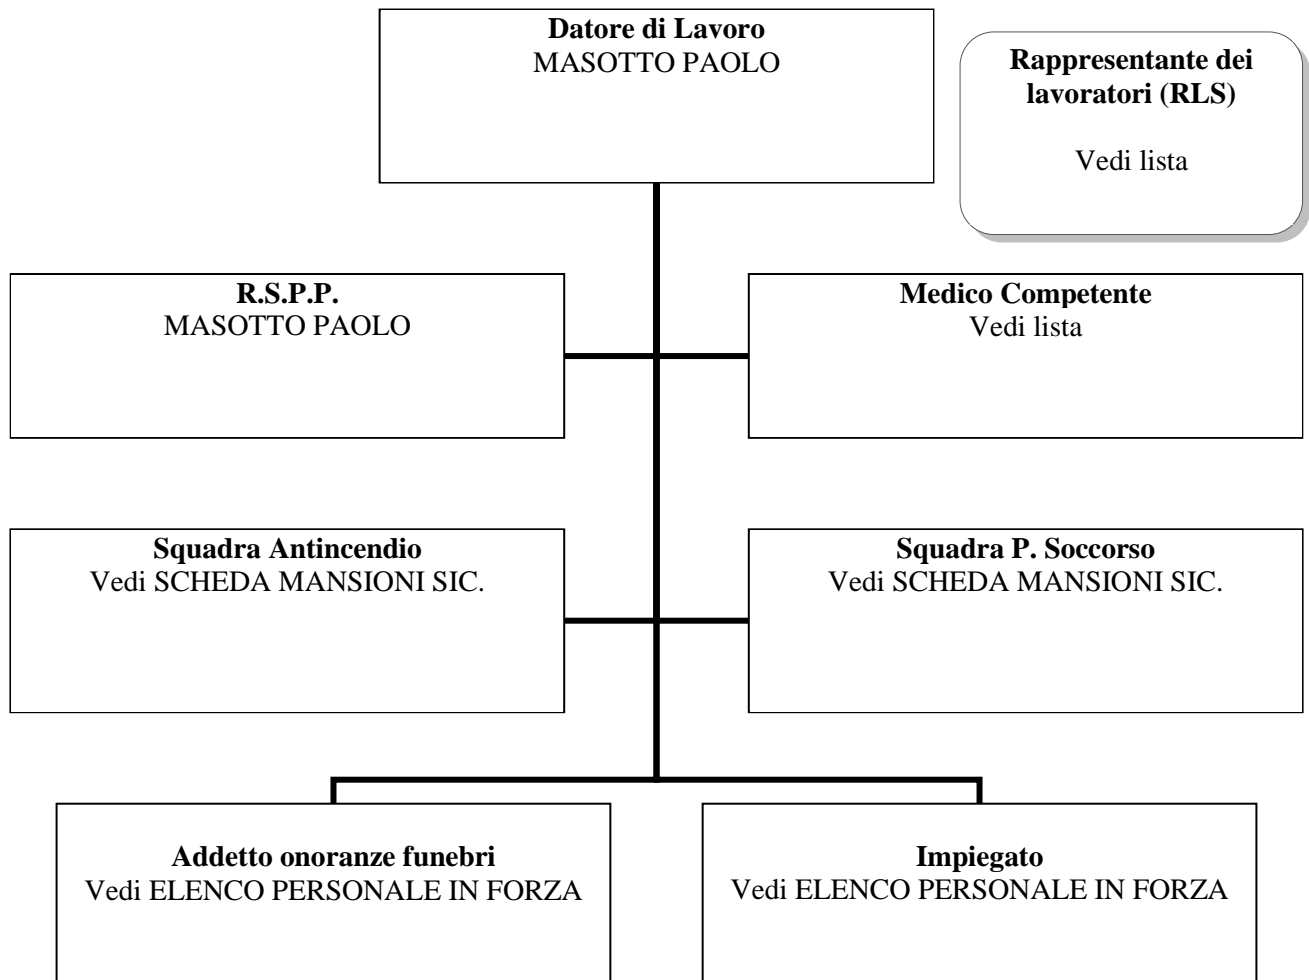 Datore di Lavoro
MASOTTO PAOLO
Rappresentante dei
lavoratori (RLS)
Vedi lista
R.S.P.P.
MASOTTO PAOLO
Medico Competente
Vedi lista
Squadra Antincendio
Vedi SCHEDA MANSIONI SIC.
Squadra P. Soccorso
Vedi SCHEDA MANSIONI SIC.
Addetto onoranze funebri
Vedi ELENCO PERSONALE IN FORZA
Impiegato
Vedi ELENCO PERSONALE IN FORZA